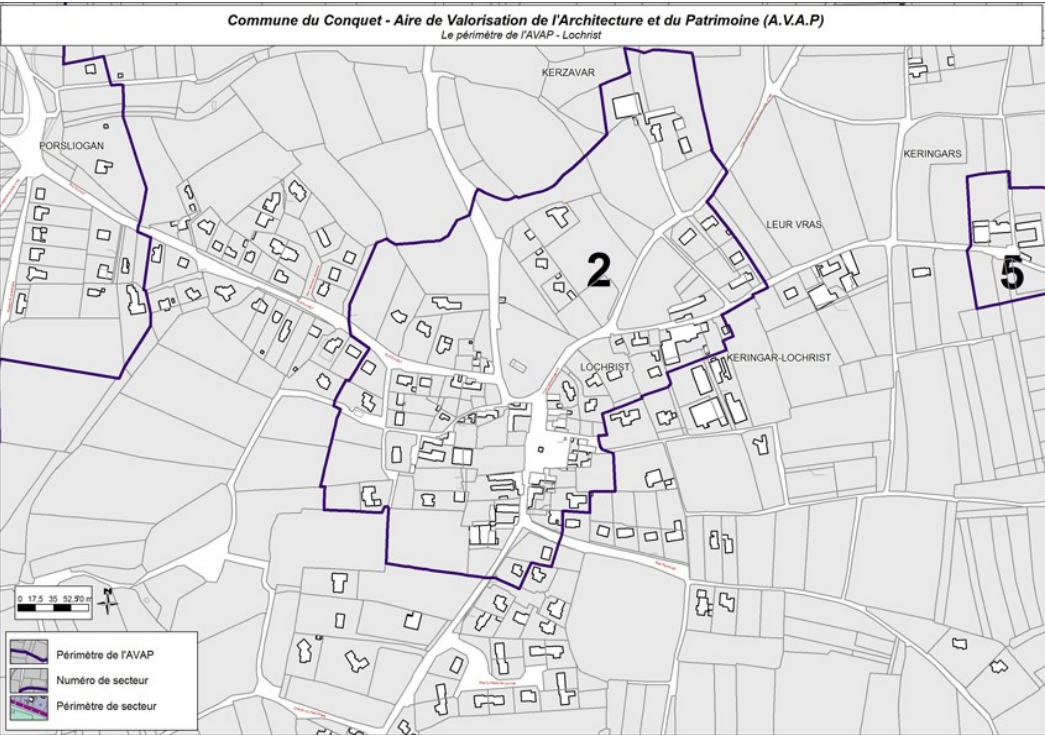 Commune du Conquet - Aire de Valorisation de l'Architecture et du Patrimoine (A.V.A.P)
Le périmètre de l'AVAP - Lochrist
KERZAVAR
PORSLIOGAN
KERINGARS
LEUR VRAS
2
5
LOCHRIST
KERINGAR-LOCHRIST
0 17,5 35 52,5 70 m
N
Périmètre de l'AVAP
Numéro de secteur
Périmètre de secteur